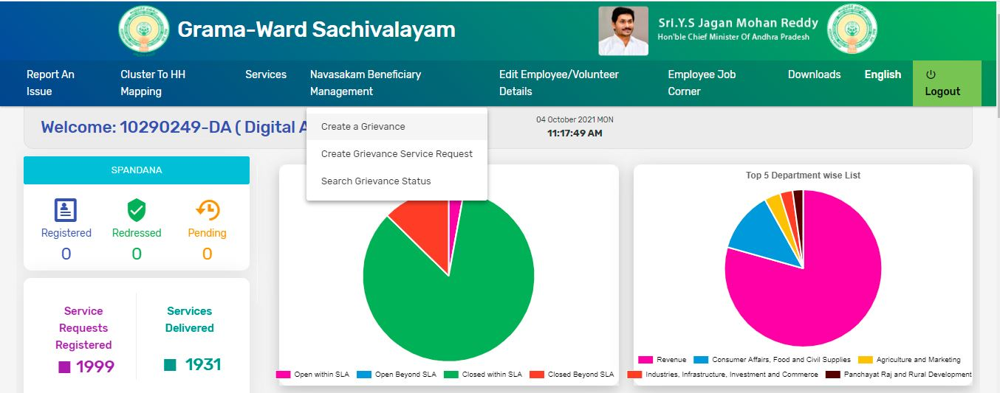 Grama-Ward Sachivalayam
Sri.Y.S Jagan Mohan Reddy
Hon'ble Chief Minister Of Andhra Pradesh
Report An
Issue
Cluster To HH
Mapping
Services
Navasakam Beneficiary
Management
Edit Employee/Volunteer
Details
Employee Job
Corner
Downloads
English
Logout
Welcome: 10290249-DA ( Digital A
04 October 2021 MON
11:17:49 AM
Create a Grievance
Create Grievance Service Request
Search Grievance Status
SPANDANA
Registered
0
Redressed
0
Pending
0
Service
Requests
Registered
1999
Services
Delivered
1931
Open within SLA
Open Beyond SLA
Closed within SLA
Closed Beyond SLA
Top 5 Department wise List
Revenue
Consumer Affairs, Food and Civil Supplies
Agriculture and Marketing
Industries, Infrastructure, Investment and Commerce
Panchayat Raj and Rural Development